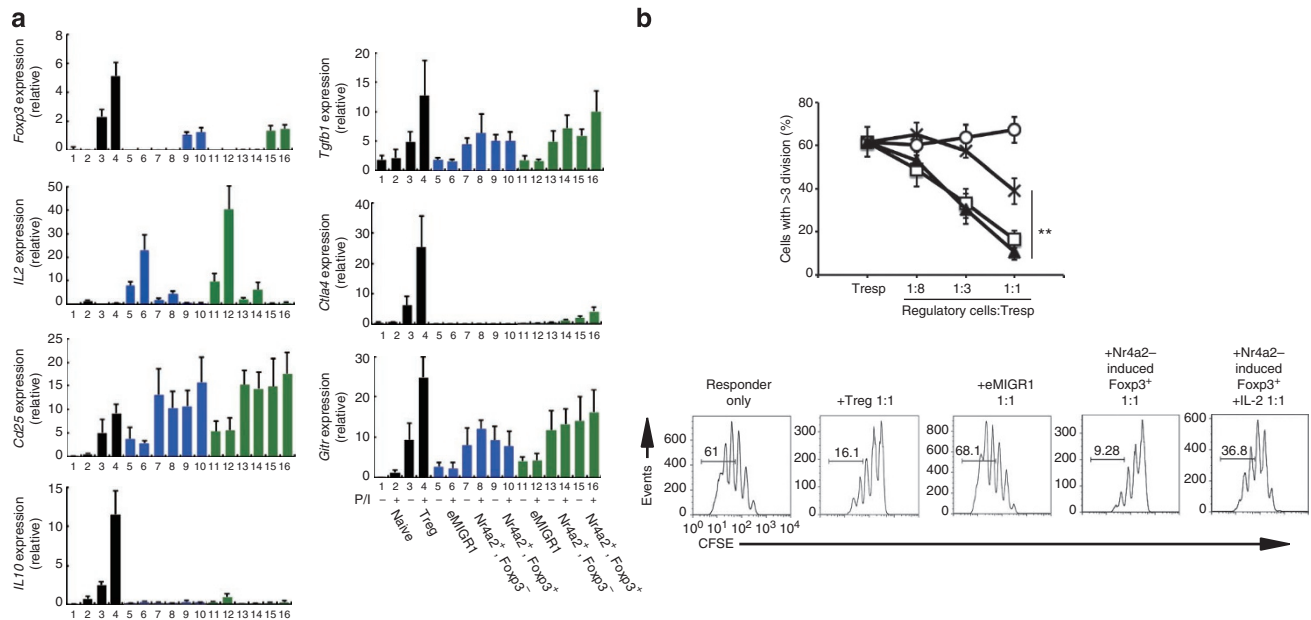 a
Foxp3 expression
(relative)
8
6
4
2
0
1 2 3 4 5 6 7 8 9 10 11 12 13 14 15 16
IL2 expression
(relative)
50
40
30
20
10
0
1 2 3 4 5 6 7 8 9 10 11 12 13 14 15 16
Cd25 expression
(relative)
25
20
15
10
5
0
1 2 3 4 5 6 7 8 9 10 11 12 13 14 15 16
IL10 expression
(relative)
15
10
5
0
1 2 3 4 5 6 7 8 9 10 11 12 13 14 15 16
Tgfb1 expression
(relative)
20
15
10
5
0
1 2 3 4 5 6 7 8 9 10 11 12 13 14 15 16
Ctla4 expression
(relative)
40
30
20
10
0
1 2 3 4 5 6 7 8 9 10 11 12 13 14 15 16
Gitr expression
(relative)
30
20
10
0
1 2 3 4 5 6 7 8 9 10 11 12 13 14 15 16
P/I − + − + − + − + − + − + − + − +
Naive
Treg
eMIGR1
Nr4a2⁺, Foxp3⁻
Nr4a2⁺, Foxp3⁺
eMIGR1
Nr4a2⁺, Foxp3⁻
Nr4a2⁺, Foxp3⁺
b
Cells with >3 division (%)
80
60
40
20
0
**
Tresp 1:8 1:3 1:1
Regulatory cells:Tresp
Responder
only
+Treg 1:1
+eMIGR1
1:1
+Nr4a2–
induced
Foxp3⁺
1:1
+Nr4a2–
induced
Foxp3⁺
+IL-2 1:1
Events
600
400
200
0
61
10⁰ 10¹ 10² 10³ 10⁴
300
200
100
0
16.1
800
600
400
200
0
68.1
300
200
100
0
9.28
600
400
200
0
36.8
CFSE